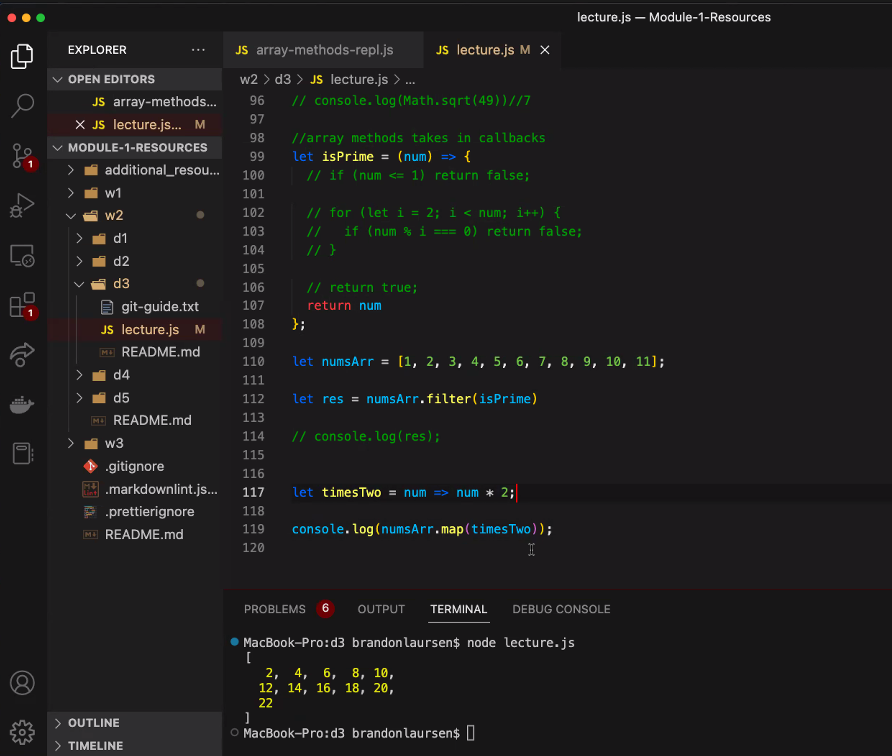 lecture.js — Module-1-Resources
EXPLORER ...
JS array-methods-repl.js JS lecture.js M
OPEN EDITORS
w2 > d3 > JS lecture.js > ...
JS array-methods...
JS lecture.js... M
MODULE-1-RESOURCES
additional_resou...
w1
w2
d1
d2
d3
git-guide.txt
JS lecture.js M
README.md
d4
d5
README.md
w3
.gitignore
.markdownlint.js...
.prettierignore
README.md
OUTLINE
TIMELINE
1
1
96 // console.log(Math.sqrt(49))//7
97
98 //array methods takes in callbacks
99 let isPrime = (num) => {
100 // if (num <= 1) return false;
101
102 // for (let i = 2; i < num; i++) {
103 // if (num % i === 0) return false;
104 // }
105
106 // return true;
107 return num
108 };
109
110 let numsArr = [1, 2, 3, 4, 5, 6, 7, 8, 9, 10, 11];
111
112 let res = numsArr.filter(isPrime)
113
114 // console.log(res);
115
116
117 let timesTwo = num => num * 2;
118
119 console.log(numsArr.map(timesTwo));
120
PROBLEMS 6 OUTPUT TERMINAL DEBUG CONSOLE
MacBook-Pro:d3 brandonlaursen$ node lecture.js
[
2, 4, 6, 8, 10,
12, 14, 16, 18, 20,
22
]
MacBook-Pro:d3 brandonlaursen$